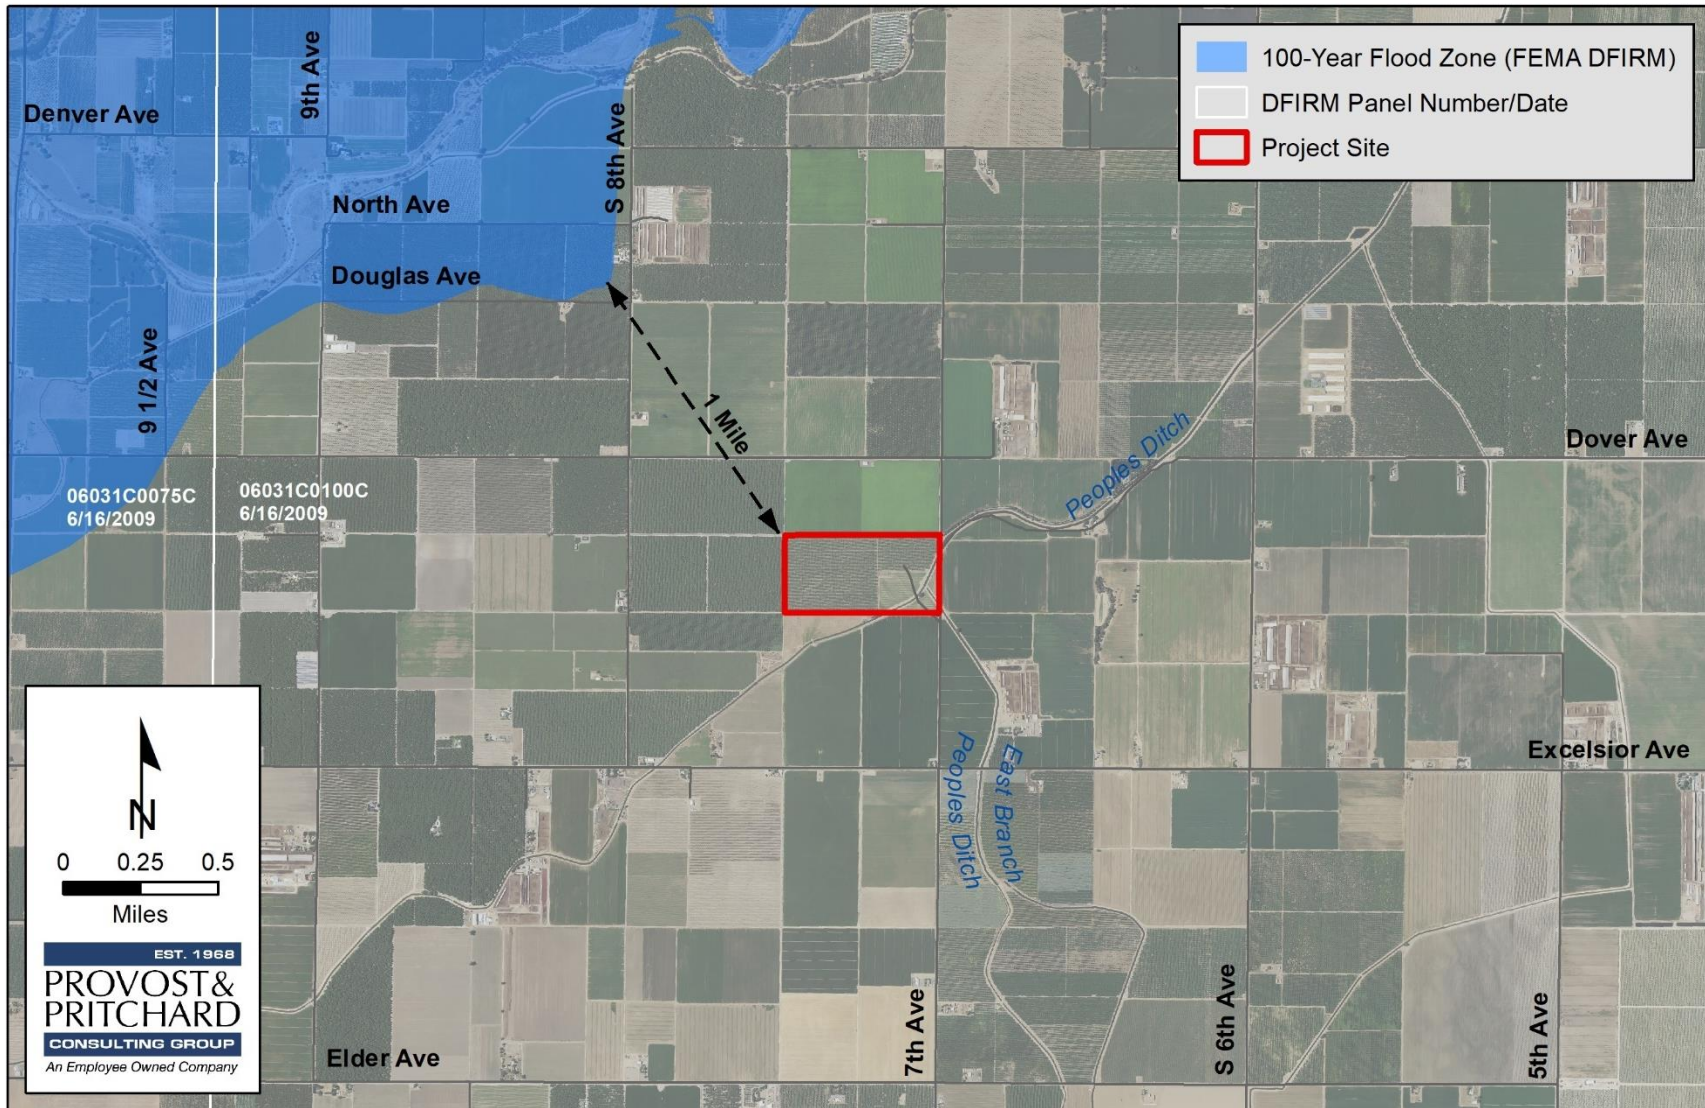 100-Year Flood Zone (FEMA DFIRM)
DFIRM Panel Number/Date
Project Site
9th Ave
Denver Ave
S 8th Ave
North Ave
Douglas Ave
9 1/2 Ave
1 Mile
Peoples Ditch
Dover Ave
06031C0075C
6/16/2009
06031C0100C
6/16/2009
Excelsior Ave
Peoples Ditch
East Branch
N
0 0.25 0.5
Miles
EST. 1968
PROVOST&
PRITCHARD
CONSULTING GROUP
An Employee Owned Company
Elder Ave
7th Ave
S 6th Ave
5th Ave